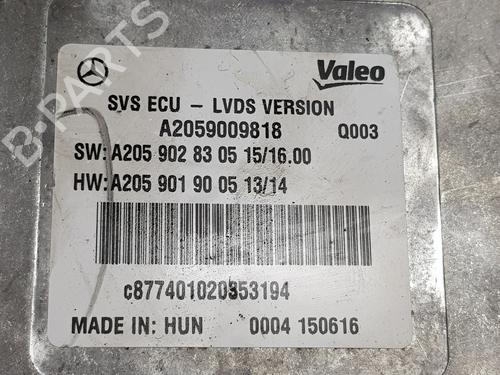 Valeo
SVS ECU - LVDS VERSION
A2059009818 Q003
SW: A205 902 83 05 15/16.00
HW: A205 901 90 05 13/14
c877401020353194
MADE IN: HUN 0004 150616
B-PARTS